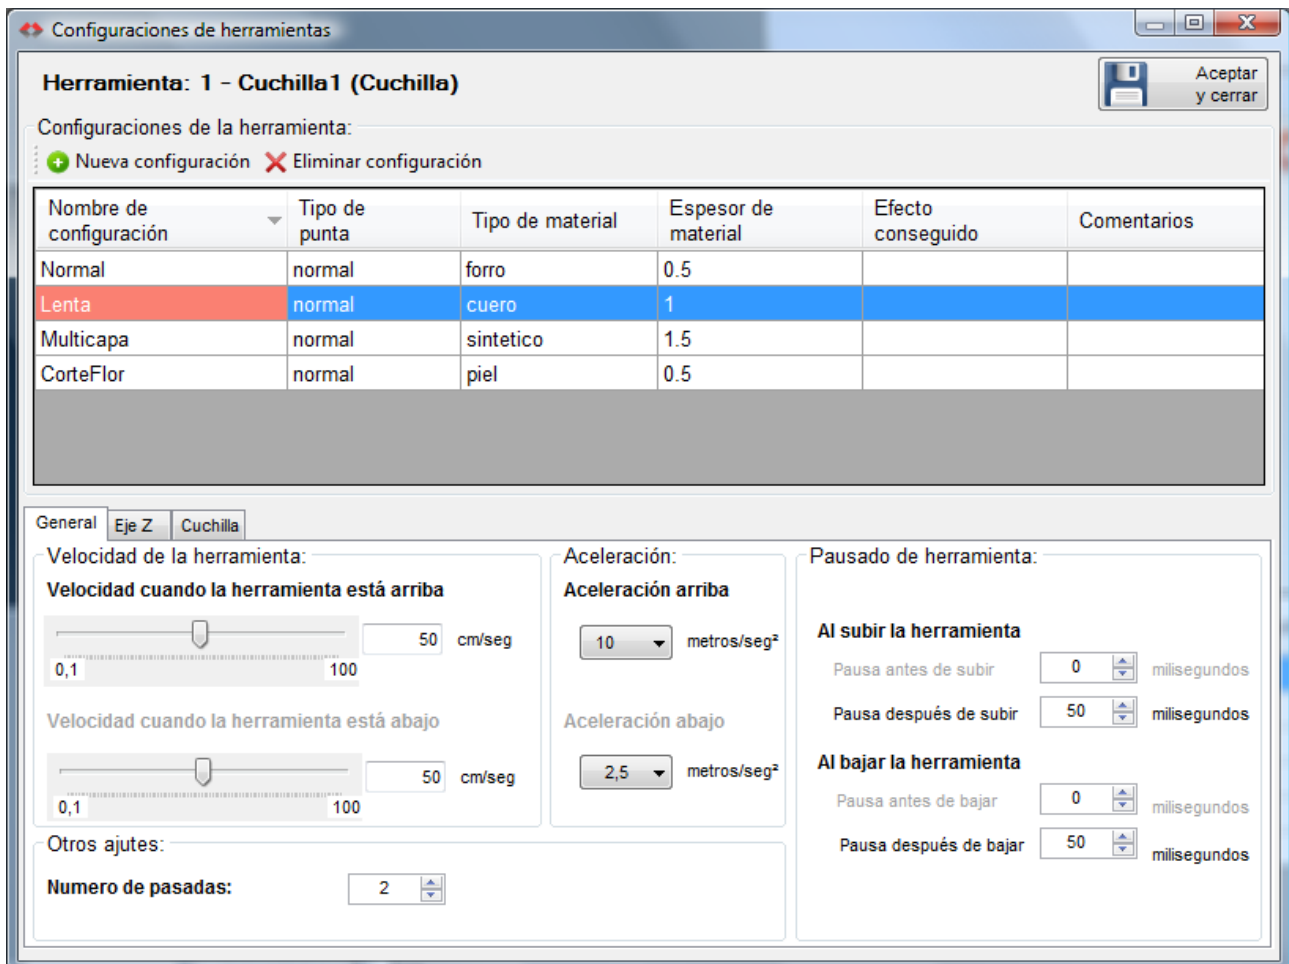 Configuraciones de herramientas
Herramienta: 1 - Cuchilla1 (Cuchilla)
Aceptar
y cerrar
Configuraciones de la herramienta:
Nueva configuración Eliminar configuración
Nombre de configuración Tipo de punta Tipo de material Espesor de material Efecto conseguido Comentarios
Normal normal forro 0.5
Lenta normal cuero 1
Multicapa normal sintetico 1.5
CorteFlor normal piel 0.5
General Eje Z Cuchilla
Velocidad de la herramienta:
Velocidad cuando la herramienta está arriba
50 cm/seg
0,1 100
Velocidad cuando la herramienta está abajo
50 cm/seg
0,1 100
Aceleración:
Aceleración arriba
10 metros/seg²
Aceleración abajo
2,5 metros/seg²
Pausado de herramienta:
Al subir la herramienta
Pausa antes de subir 0 milisegundos
Pausa después de subir 50 milisegundos
Al bajar la herramienta
Pausa antes de bajar 0 milisegundos
Pausa después de bajar 50 milisegundos
Otros ajutes:
Numero de pasadas: 2